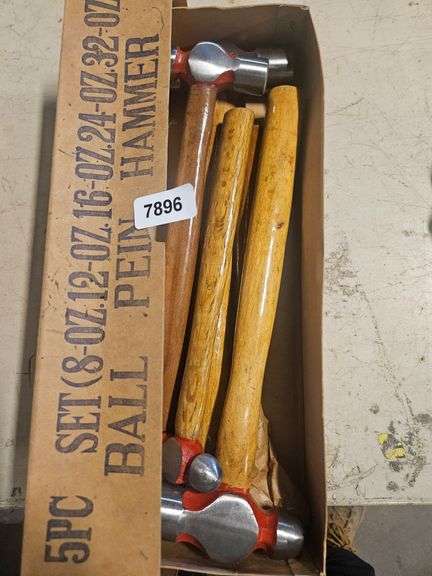 5PC SET (8-OZ.12-OZ.16-OZ.24-OZ.32-OZ
BALL PEIN HAMMER
7896